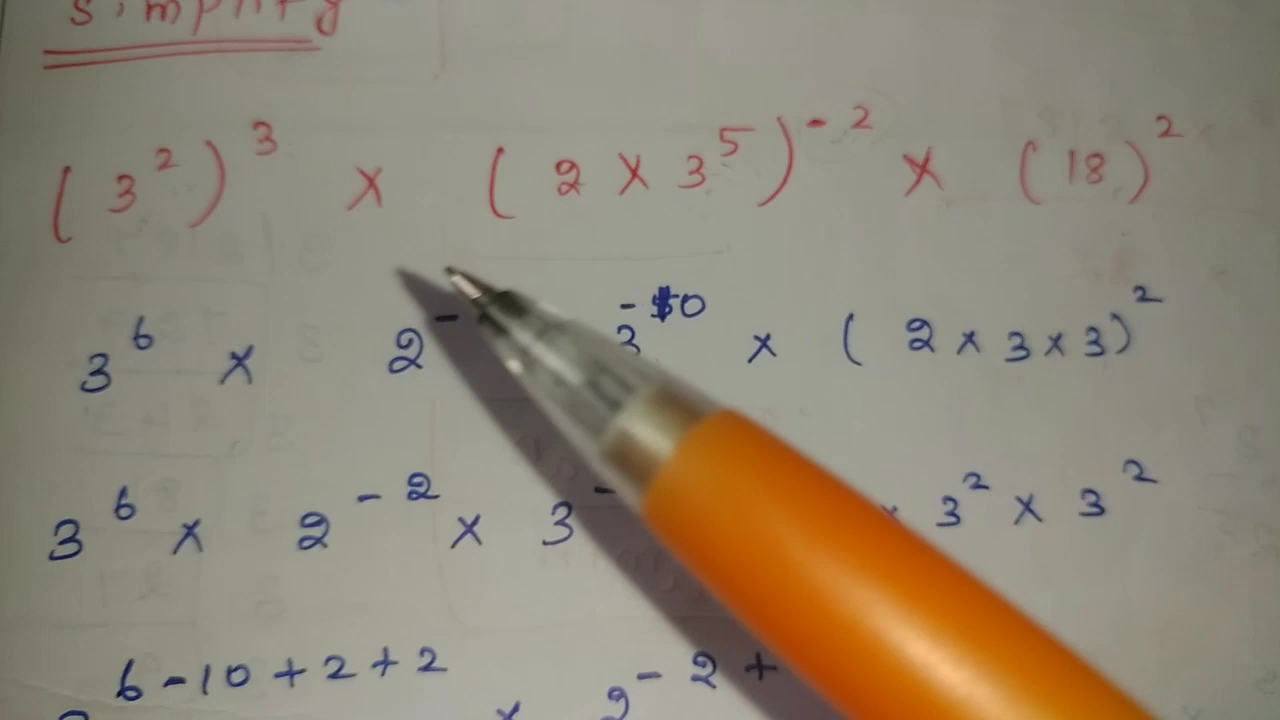 Simplify
(3²)³ × (2 × 3⁵)⁻² × (18)²
3⁶ × 2⁻ 3⁻¹⁰ × (2 × 3 × 3)²
3⁶ × 2⁻² × 3⁻ × 3² × 3²
6-10+2+2 × 2⁻²⁺